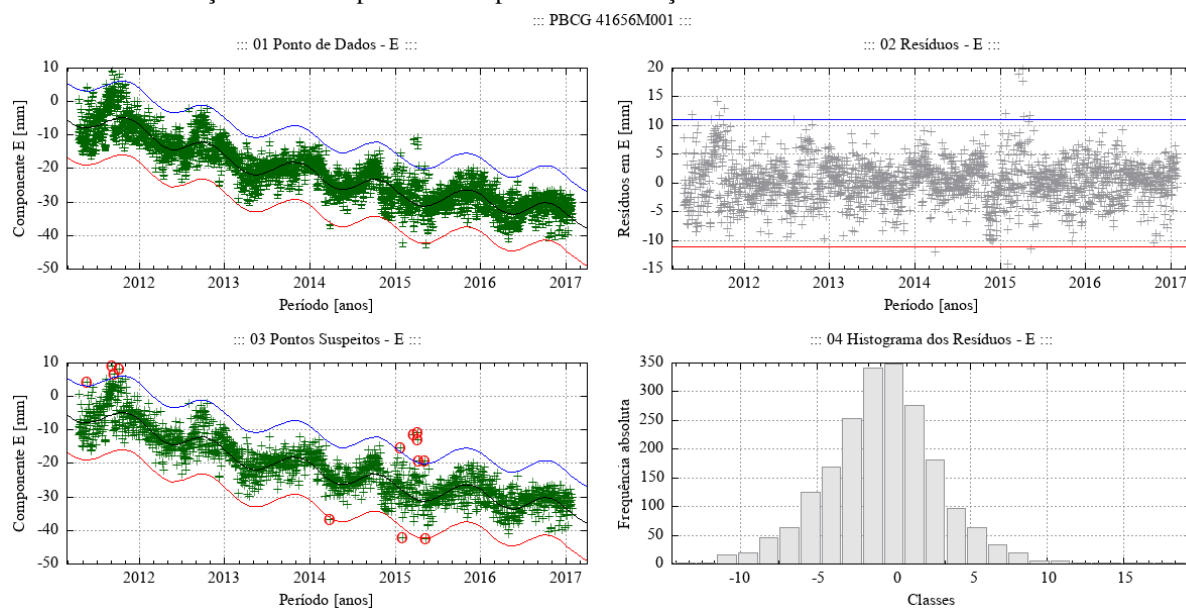 ::: PBCG 41656M001 :::
::: 01 Ponto de Dados - E :::
Componente E [mm]
10
0
-10
-20
-30
-40
-50
2012 2013 2014 2015 2016 2017
Período [anos]
::: 02 Resíduos - E :::
Resíduos em E [mm]
20
15
10
5
0
-5
-10
-15
2012 2013 2014 2015 2016 2017
Período [anos]
::: 03 Pontos Suspeitos - E :::
Componente E [mm]
10
0
-10
-20
-30
-40
-50
2012 2013 2014 2015 2016 2017
Período [anos]
::: 04 Histograma dos Resíduos - E :::
Frequência absoluta
350
300
250
200
150
100
50
0
-10 -5 0 5 10 15
Classes